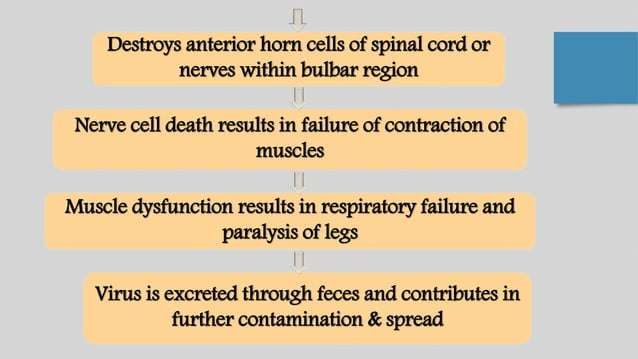 Destroys anterior horn cells of spinal cord or
nerves within bulbar region
Nerve cell death results in failure of contraction of
muscles
Muscle dysfunction results in respiratory failure and
paralysis of legs
Virus is excreted through feces and contributes in
further contamination & spread